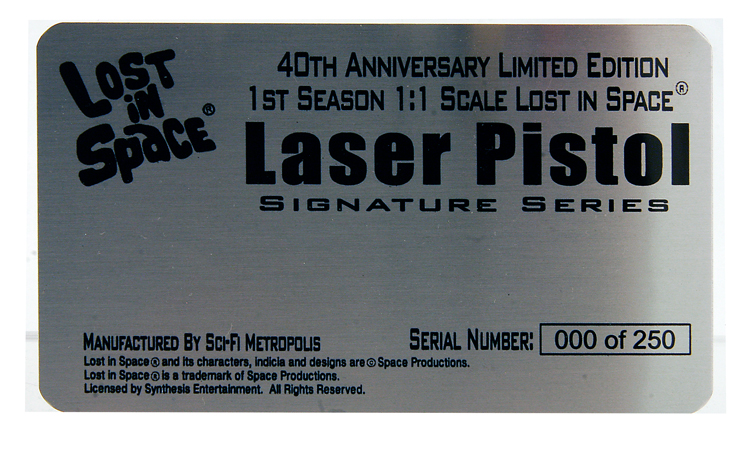 LOST
in
Space®
40TH ANNIVERSARY LIMITED EDITION
1ST SEASON 1:1 SCALE LOST IN SPACE®
Laser Pistol
SIGNATURE SERIES
MANUFACTURED BY SCI-FI METROPOLIS
SERIAL NUMBER: 000 of 250
Lost in Space® and its characters, indicia and designs are © Space Productions.
Lost in Space® is a trademark of Space Productions.
Licensed by Synthesis Entertainment. All Rights Reserved.